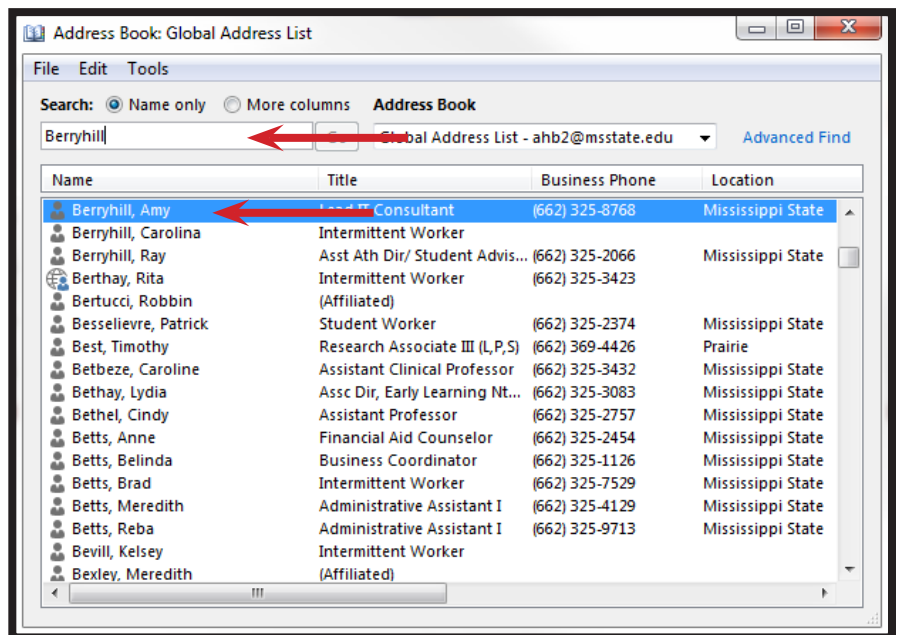 Address Book: Global Address List
File Edit Tools
Search: Name only More columns Address Book
Berryhill Global Address List - ahb2@msstate.edu Advanced Find
Name Title Business Phone Location
Berryhill, Amy Lead IT Consultant (662) 325-8768 Mississippi State
Berryhill, Carolina Intermittent Worker
Berryhill, Ray Asst Ath Dir/ Student Advis... (662) 325-2066 Mississippi State
Berthay, Rita Intermittent Worker (662) 325-3423
Bertucci, Robbin (Affiliated)
Besselievre, Patrick Student Worker (662) 325-2374 Mississippi State
Best, Timothy Research Associate III (L,P,S) (662) 369-4426 Prairie
Betbeze, Caroline Assistant Clinical Professor (662) 325-3432 Mississippi State
Bethay, Lydia Assc Dir, Early Learning Nt... (662) 325-3083 Mississippi State
Bethel, Cindy Assistant Professor (662) 325-2757 Mississippi State
Betts, Anne Financial Aid Counselor (662) 325-2454 Mississippi State
Betts, Belinda Business Coordinator (662) 325-1126 Mississippi State
Betts, Brad Intermittent Worker (662) 325-7529 Mississippi State
Betts, Meredith Administrative Assistant I (662) 325-4129 Mississippi State
Betts, Reba Administrative Assistant I (662) 325-9713 Mississippi State
Bevill, Kelsey Intermittent Worker
Bexley, Meredith (Affiliated)